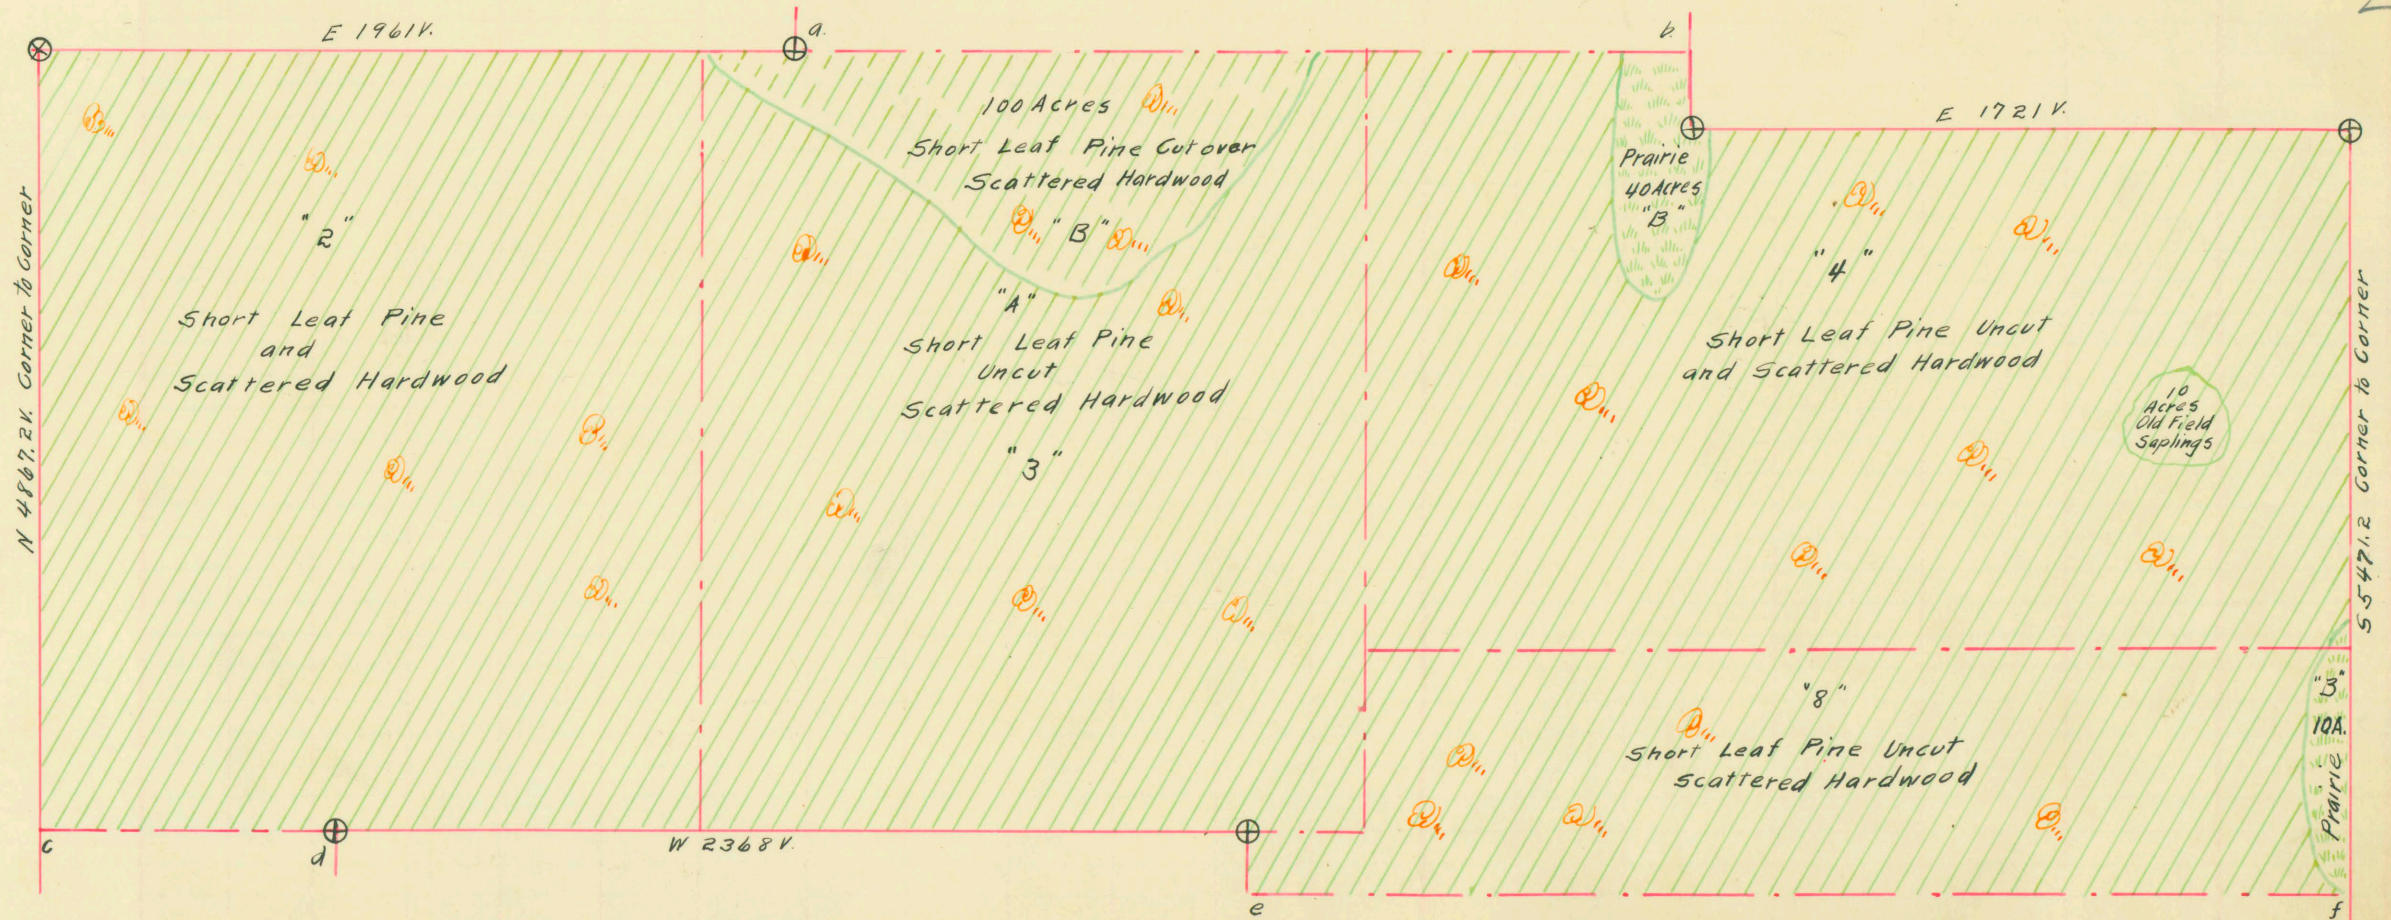 E 1961 V.
a.
b.
E 1721 V.
N 4867.2 V. Corner to Corner
"2"
Short Leaf Pine
and
Scattered Hardwood
100 Acres
Short Leaf Pine Cut over
Scattered Hardwood
"B"
"A"
Short Leaf Pine
Uncut
Scattered Hardwood
"3"
Prairie
40 Acres
"B"
"4"
Short Leaf Pine Uncut
and Scattered Hardwood
10
Acres
Old Field
Saplings
S 5471.2 Corner to Corner
"8"
Short Leaf Pine Uncut
Scattered Hardwood
"B"
10A.
Prairie
c
d
W 2368 V.
e
f